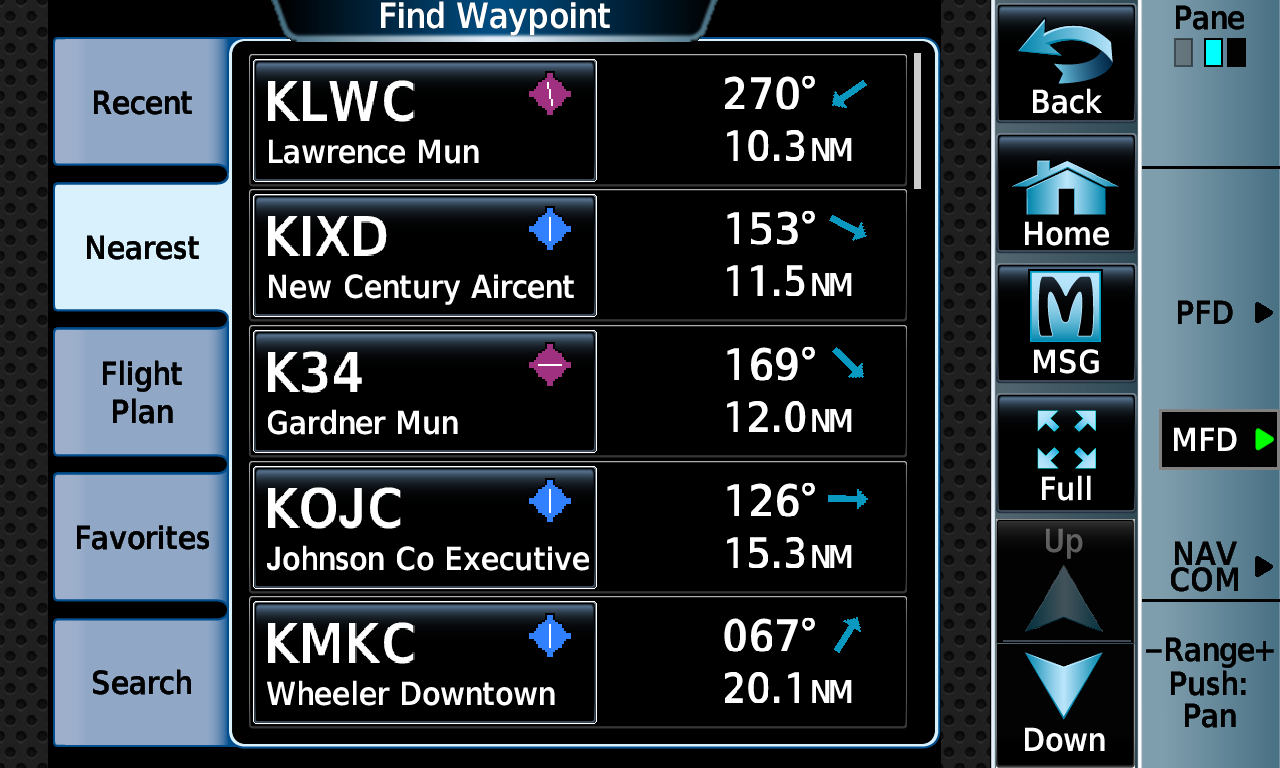 Find Waypoint
Recent
Nearest
Flight
Plan
Favorites
Search
KLWC
Lawrence Mun
270°
10.3NM
KIXD
New Century Aircent
153°
11.5NM
K34
Gardner Mun
169°
12.0NM
KOJC
Johnson Co Executive
126°
15.3NM
KMKC
Wheeler Downtown
067°
20.1NM
Back
Home
M
MSG
Full
Up
Down
Pane
PFD
MFD
NAV
COM
−Range+
Push:
Pan